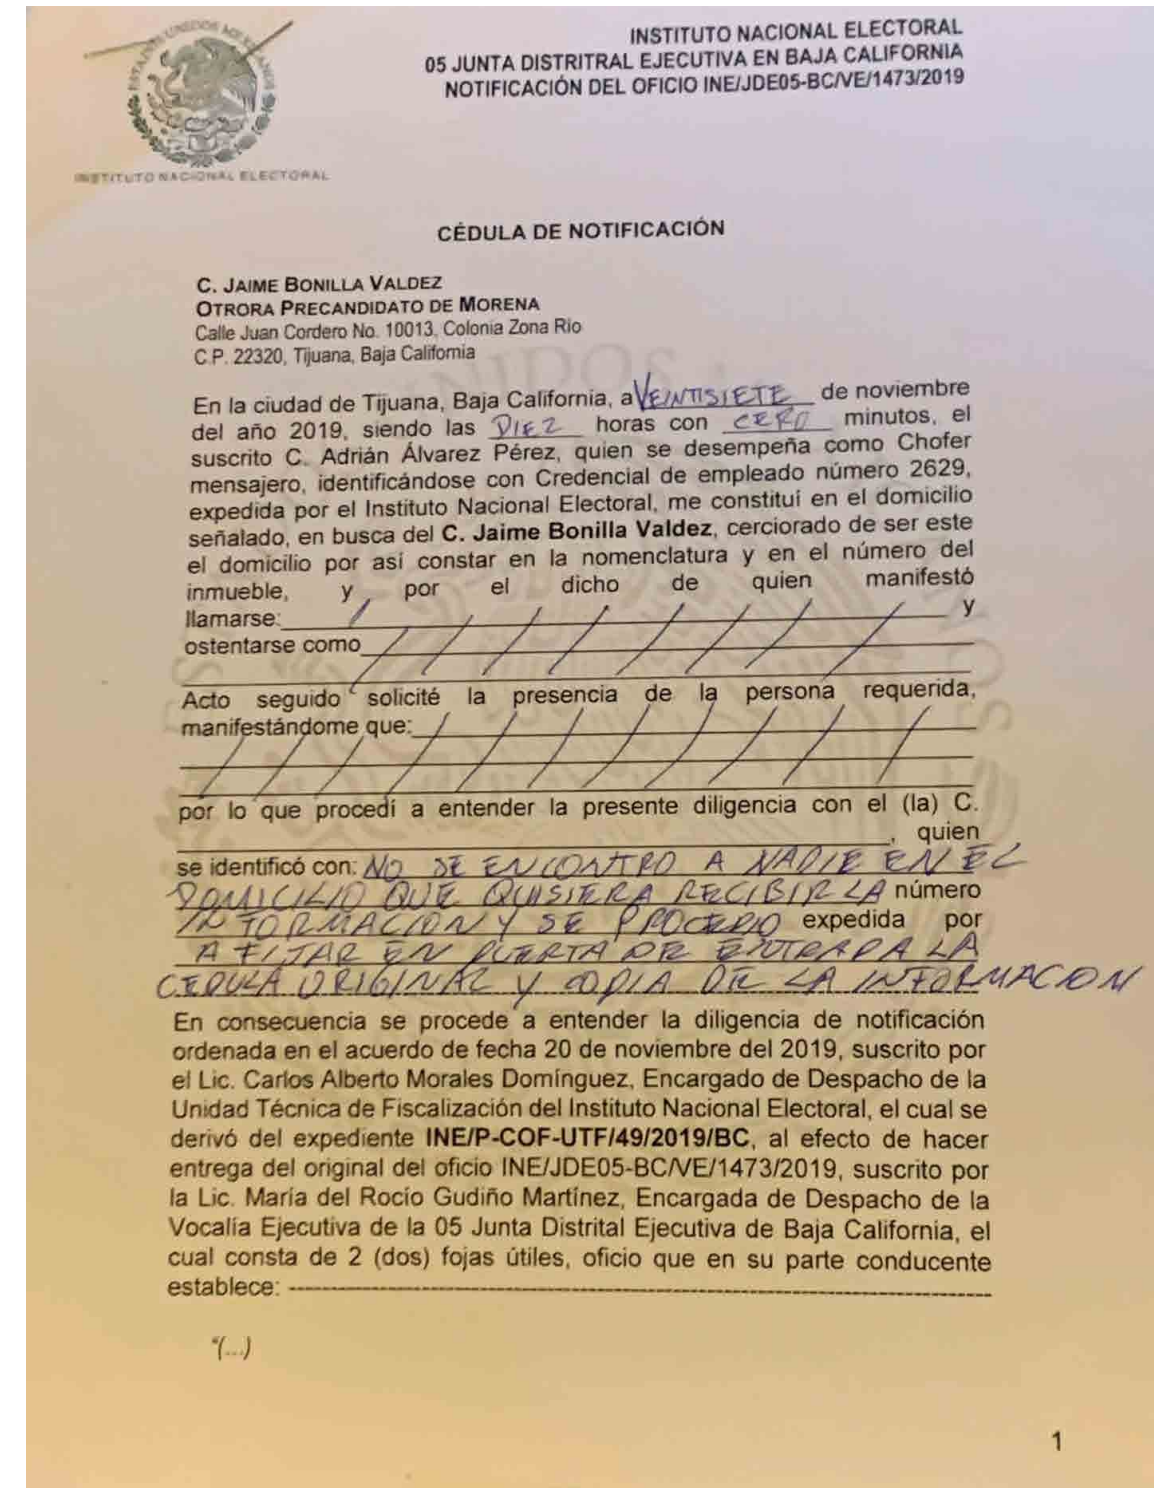 ESTADOS UNIDOS MEXICANOS
INSTITUTO NACIONAL ELECTORAL
INSTITUTO NACIONAL ELECTORAL
05 JUNTA DISTRITRAL EJECUTIVA EN BAJA CALIFORNIA
NOTIFICACIÓN DEL OFICIO INE/JDE05-BC/VE/1473/2019
CÉDULA DE NOTIFICACIÓN
C. JAIME BONILLA VALDEZ
OTRORA PRECANDIDATO DE MORENA
Calle Juan Cordero No. 10013, Colonia Zona Rio
C.P. 22320, Tijuana, Baja California
En la ciudad de Tijuana, Baja California, a VEINTISIETE de noviembre
del año 2019, siendo las DIEZ horas con CERO minutos, el
suscrito C. Adrián Álvarez Pérez, quien se desempeña como Chofer
mensajero, identificándose con Credencial de empleado número 2629,
expedida por el Instituto Nacional Electoral, me constituí en el domicilio
señalado, en busca del C. Jaime Bonilla Valdez, cerciorado de ser este
el domicilio por así constar en la nomenclatura y en el número del
inmueble, y por el dicho de quien manifestó
llamarse: y
ostentarse como
Acto seguido solicité la presencia de la persona requerida,
manifestándome que:
por lo que procedí a entender la presente diligencia con el (la) C.
, quien
se identificó con: NO SE ENCONTRO A NADIE EN EL
DOMICILIO QUE QUISIERA RECIBIR LA número
INFORMACION Y SE PROCEDIO expedida por
A FIJAR EN PUERTA DE ENTRADA LA
CEDULA ORIGINAL Y COPIA DE LA INFORMACION
En consecuencia se procede a entender la diligencia de notificación
ordenada en el acuerdo de fecha 20 de noviembre del 2019, suscrito por
el Lic. Carlos Alberto Morales Domínguez, Encargado de Despacho de la
Unidad Técnica de Fiscalización del Instituto Nacional Electoral, el cual se
derivó del expediente INE/P-COF-UTF/49/2019/BC, al efecto de hacer
entrega del original del oficio INE/JDE05-BC/VE/1473/2019, suscrito por
la Lic. María del Rocío Gudiño Martínez, Encargada de Despacho de la
Vocalía Ejecutiva de la 05 Junta Distrital Ejecutiva de Baja California, el
cual consta de 2 (dos) fojas útiles, oficio que en su parte conducente
establece:
"(...)
1